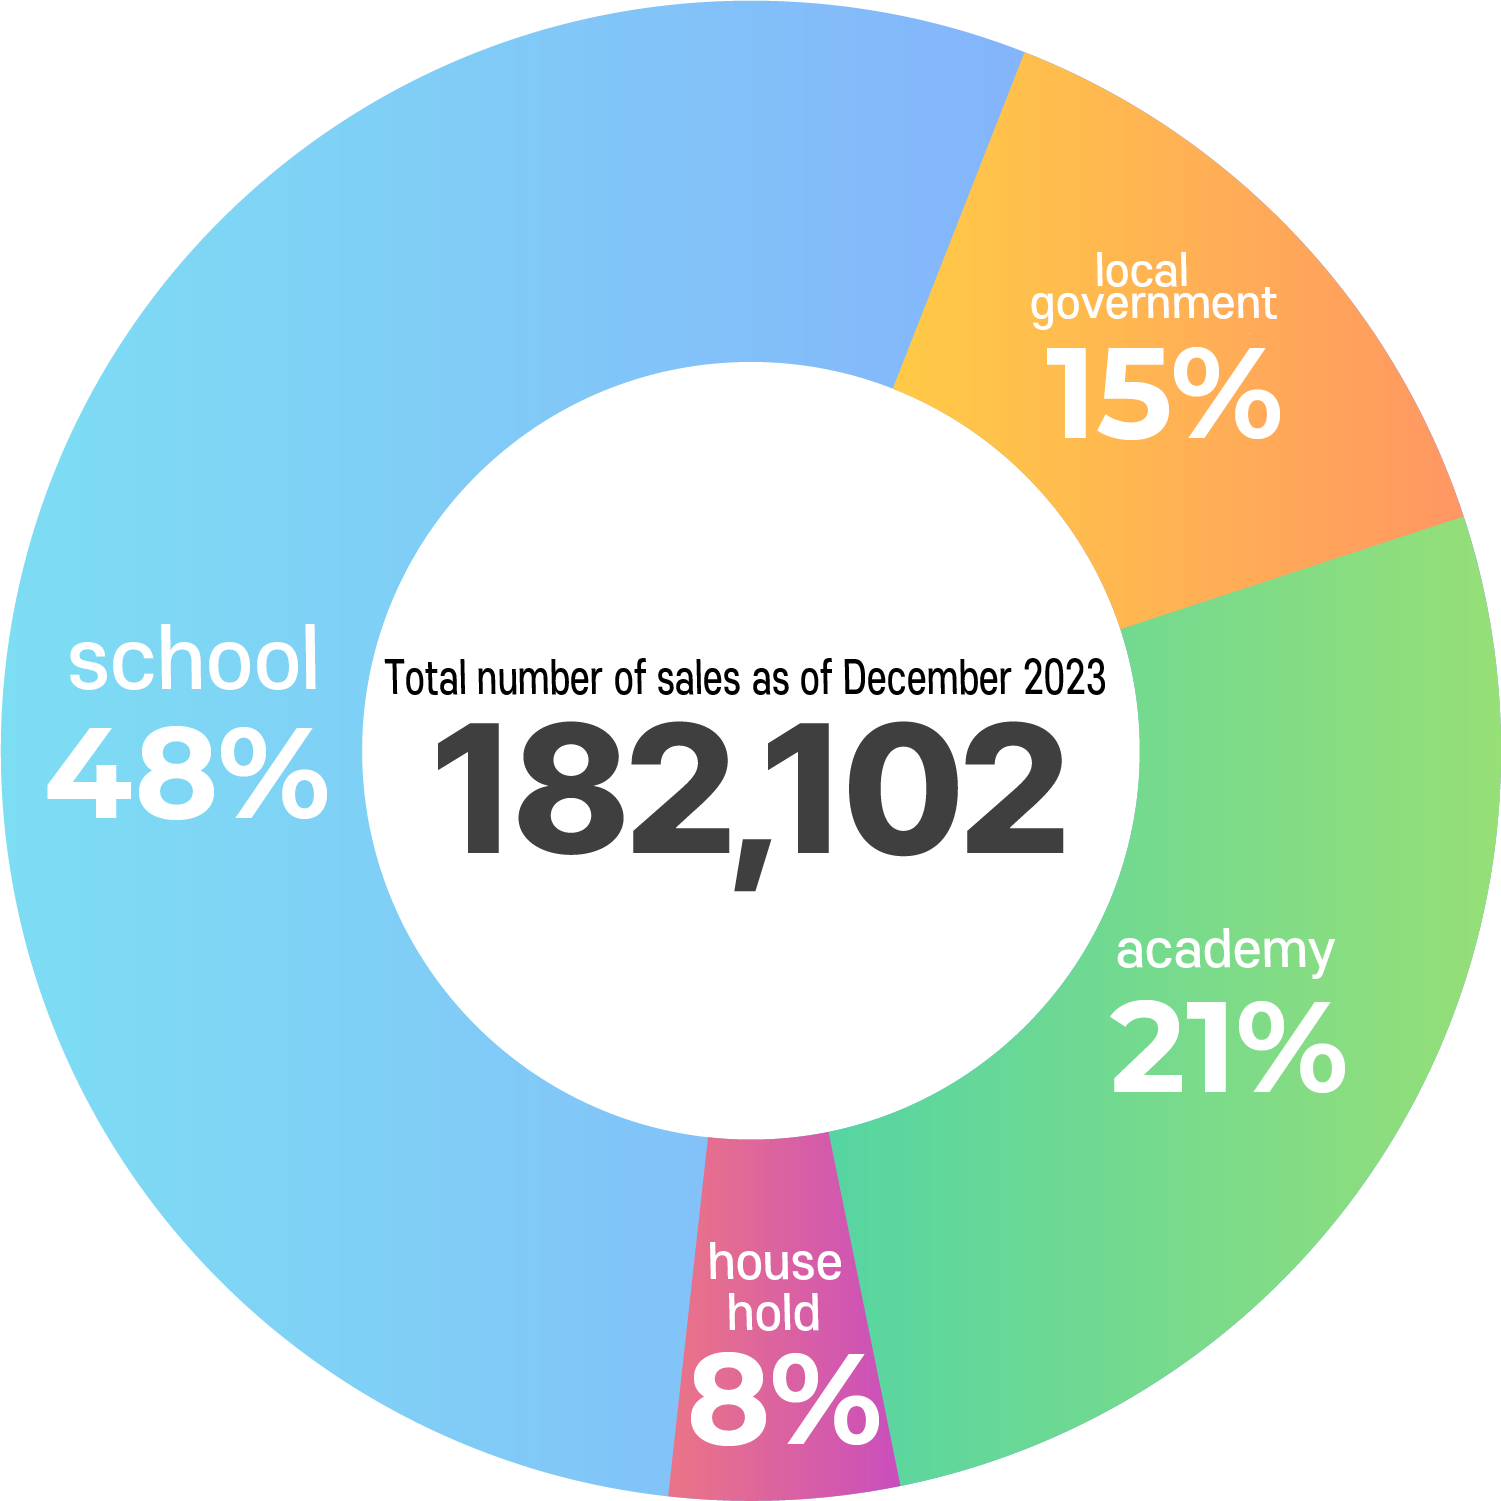 local
government
15%
school
48%
Total number of sales as of December 2023
182,102
academy
21%
house
hold
8%